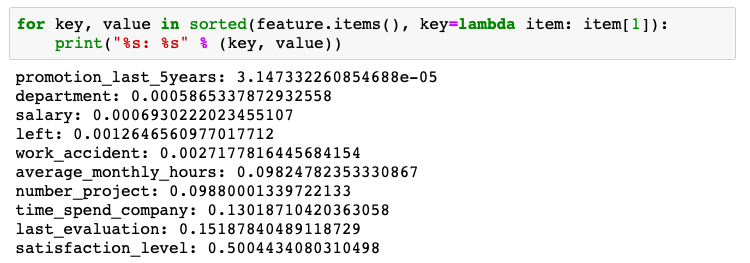 for key, value in sorted(feature.items(), key=lambda item: item[1]):
    print("%s: %s" % (key, value))
promotion_last_5years: 3.147332260854688e-05
department: 0.0005865337872932558
salary: 0.0006930222023455107
left: 0.0012646560977017712
work_accident: 0.0027177816445684154
average_monthly_hours: 0.09824782353330867
number_project: 0.09880001339722133
time_spend_company: 0.13018710420363058
last_evaluation: 0.15187840489118729
satisfaction_level: 0.5004434080310498